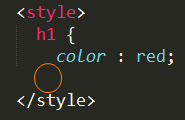 <style>
h1 {
color : red;
</style>